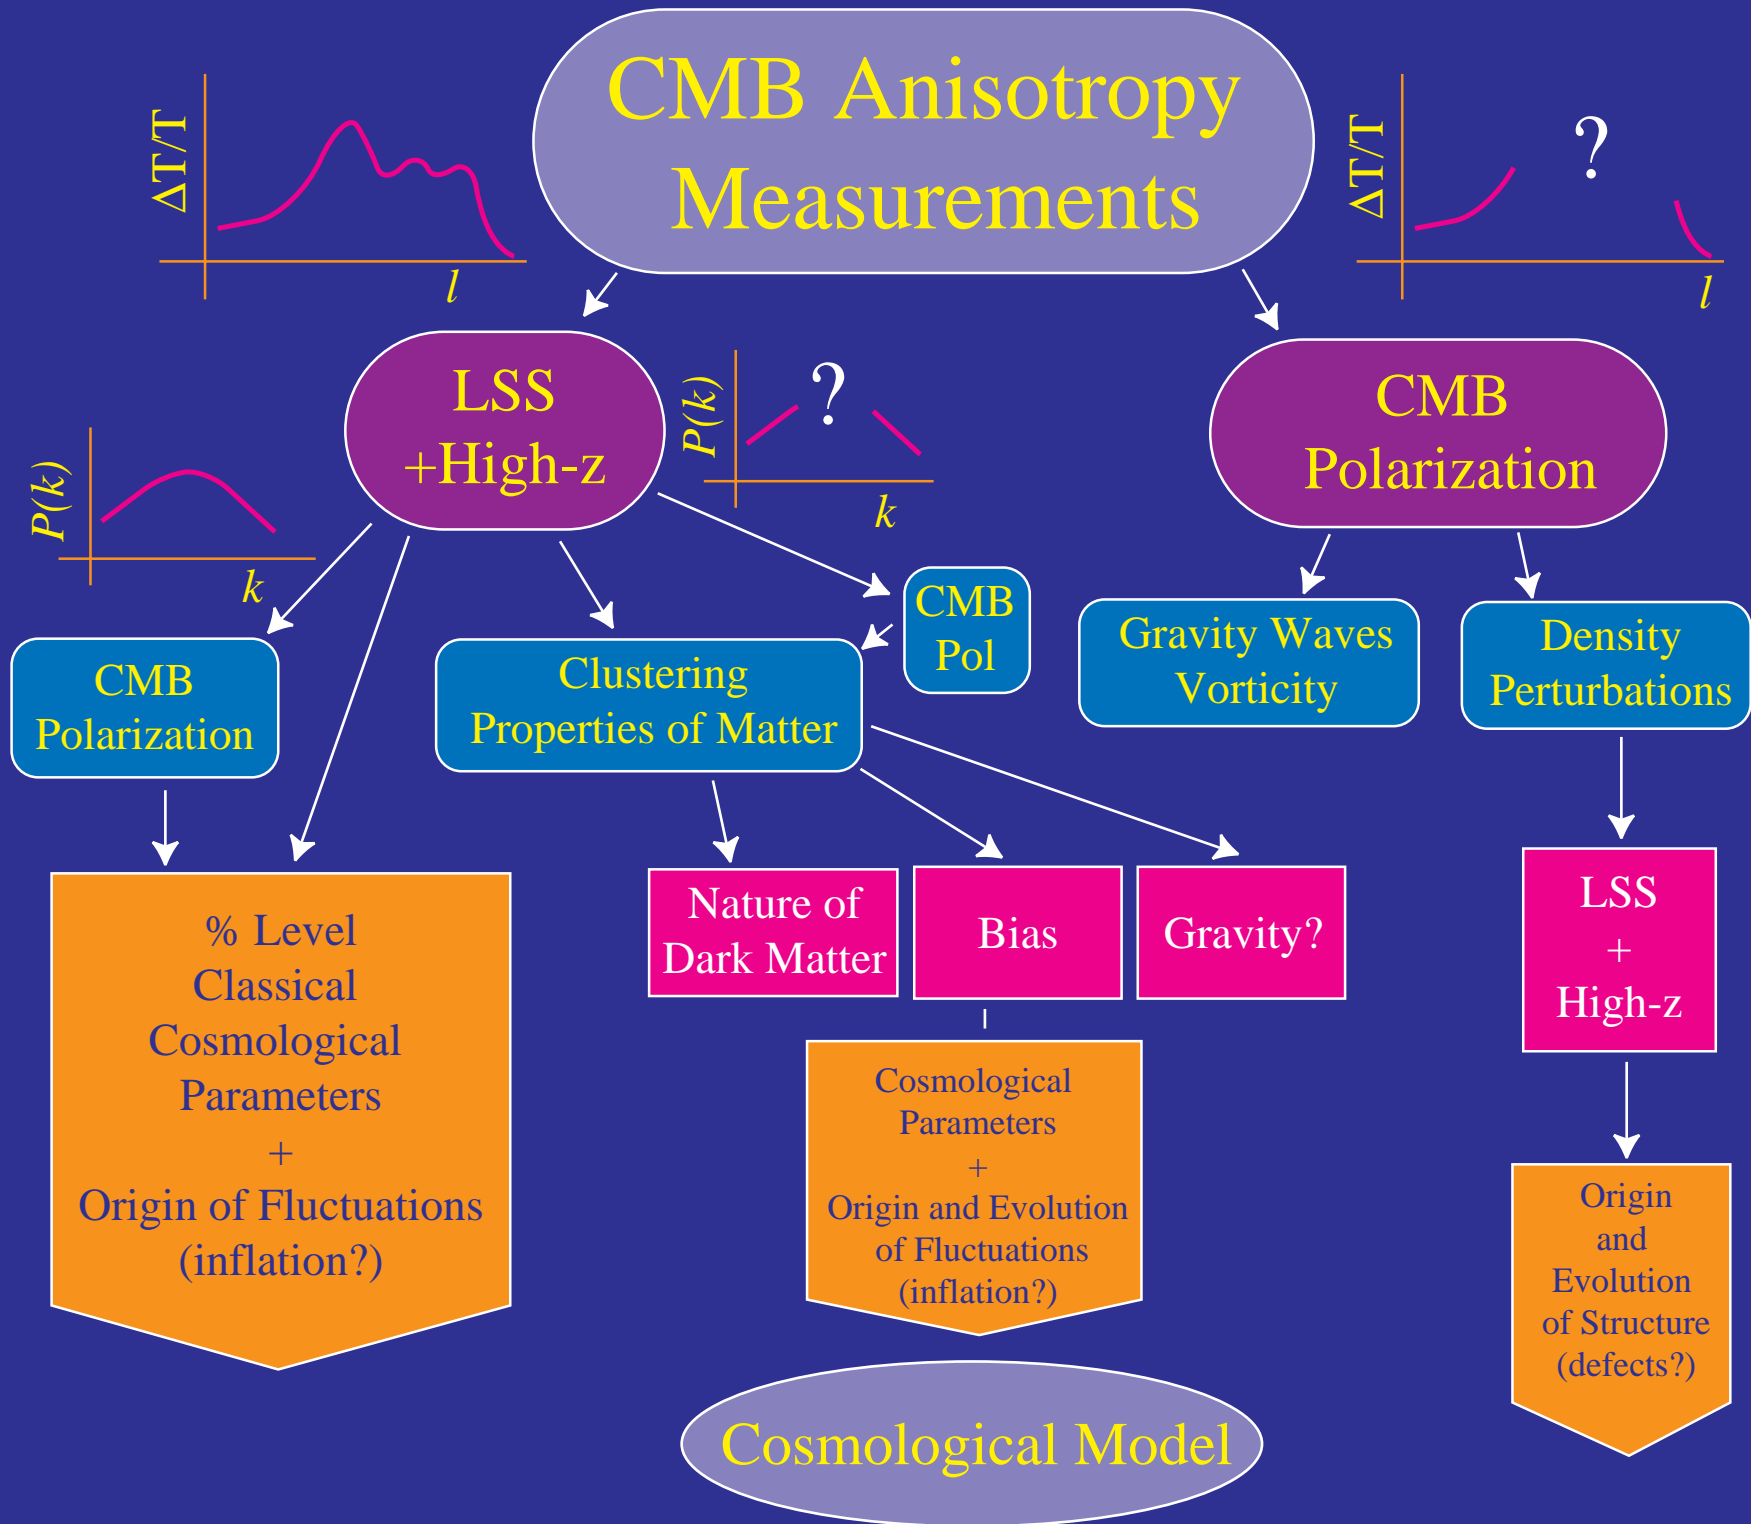 CMB Anisotropy
Measurements
ΔT/T
l
ΔT/T
?
l
LSS
+High-z
P(k)
?
k
CMB
Polarization
P(k)
k
CMB
Polarization
Clustering
Properties of Matter
CMB
Pol
Gravity Waves
Vorticity
Density
Perturbations
% Level
Classical
Cosmological
Parameters
+
Origin of Fluctuations
(inflation?)
Nature of
Dark Matter
Bias
Gravity?
LSS
+
High-z
Cosmological
Parameters
+
Origin and Evolution
of Fluctuations
(inflation?)
Origin
and
Evolution
of Structure
(defects?)
Cosmological Model